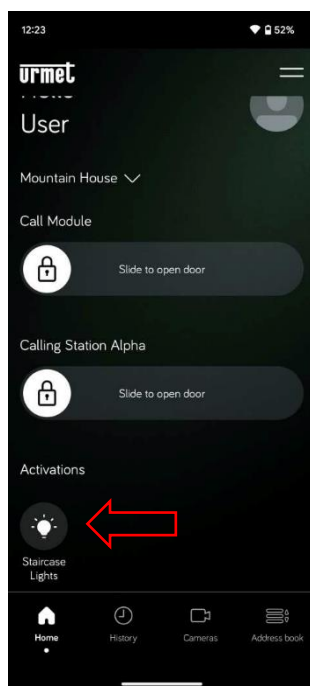 12:23
52%
urmet
User
Mountain House
Call Module
Slide to open door
Calling Station Alpha
Slide to open door
Activations
Staircase
Lights
Home
History
Cameras
Address book